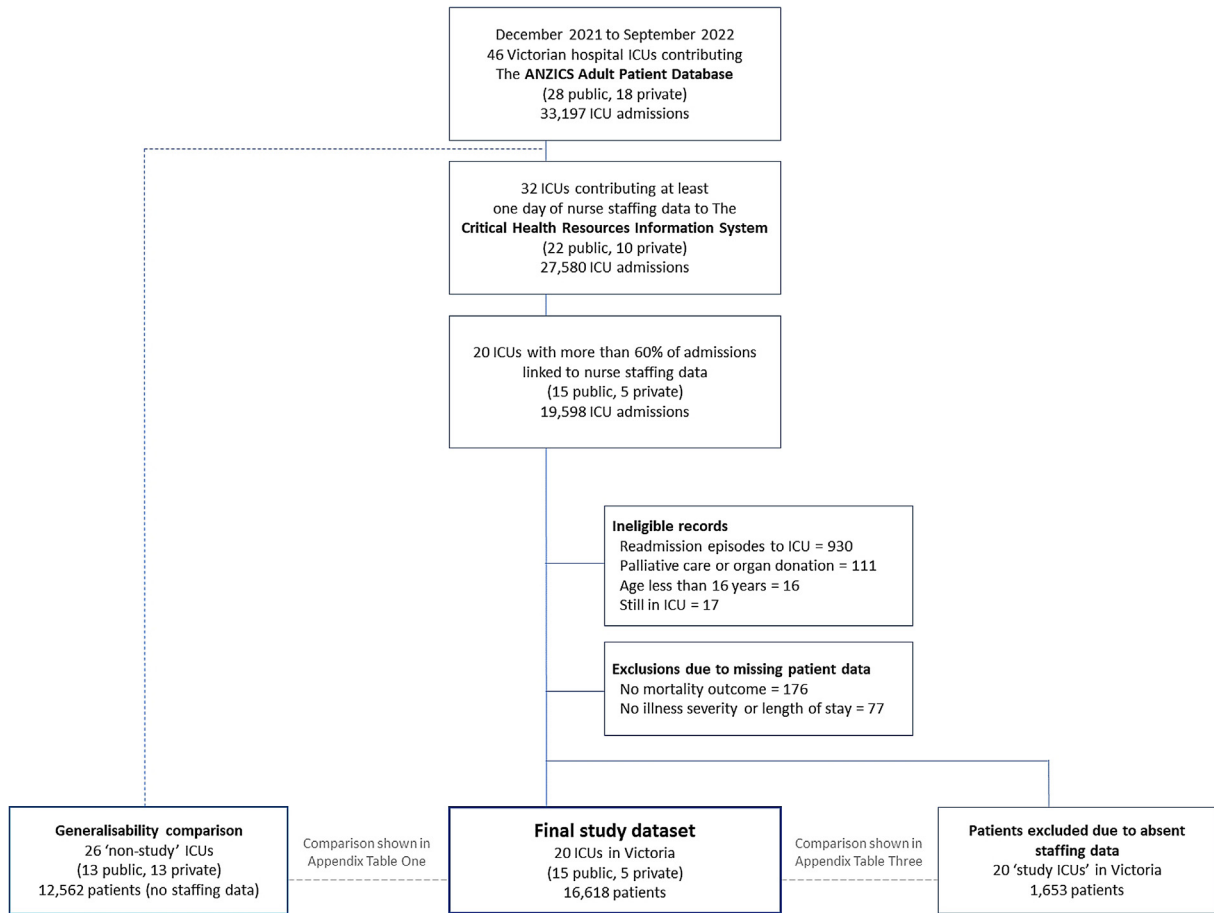 December 2021 to September 2022
46 Victorian hospital ICUs contributing
The ANZICS Adult Patient Database
(28 public, 18 private)
33,197 ICU admissions
32 ICUs contributing at least
one day of nurse staffing data to The
Critical Health Resources Information System
(22 public, 10 private)
27,580 ICU admissions
20 ICUs with more than 60% of admissions
linked to nurse staffing data
(15 public, 5 private)
19,598 ICU admissions
Ineligible records
Readmission episodes to ICU = 930
Palliative care or organ donation = 111
Age less than 16 years = 16
Still in ICU = 17
Exclusions due to missing patient data
No mortality outcome = 176
No illness severity or length of stay = 77
Generalisability comparison
26 ‘non-study’ ICUs
(13 public, 13 private)
12,562 patients (no staffing data)
Comparison shown in
Appendix Table One
Final study dataset
20 ICUs in Victoria
(15 public, 5 private)
16,618 patients
Comparison shown in
Appendix Table Three
Patients excluded due to absent
staffing data
20 ‘study ICUs’ in Victoria
1,653 patients